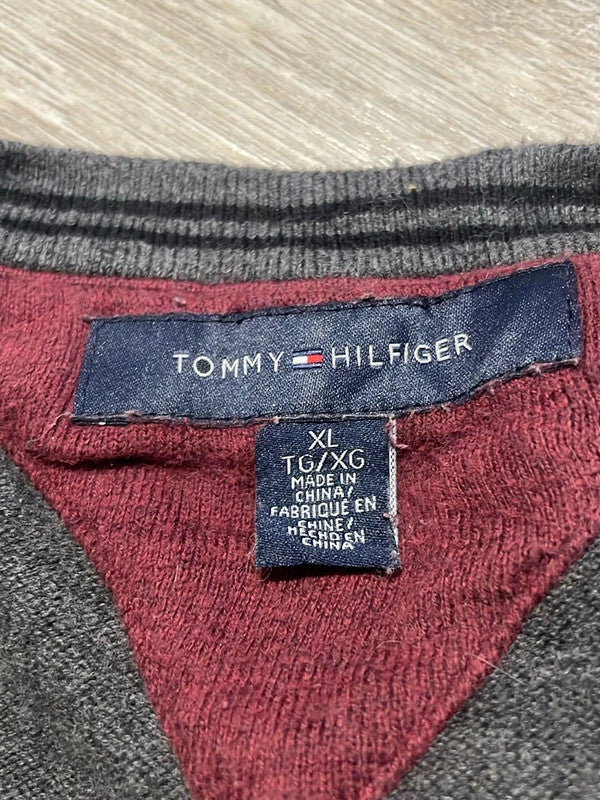 TOMMY HILFIGER
XL
TG/XG
MADE IN
CHINA/
FABRIQUE EN
CHINE/
HECHO EN
CHINA